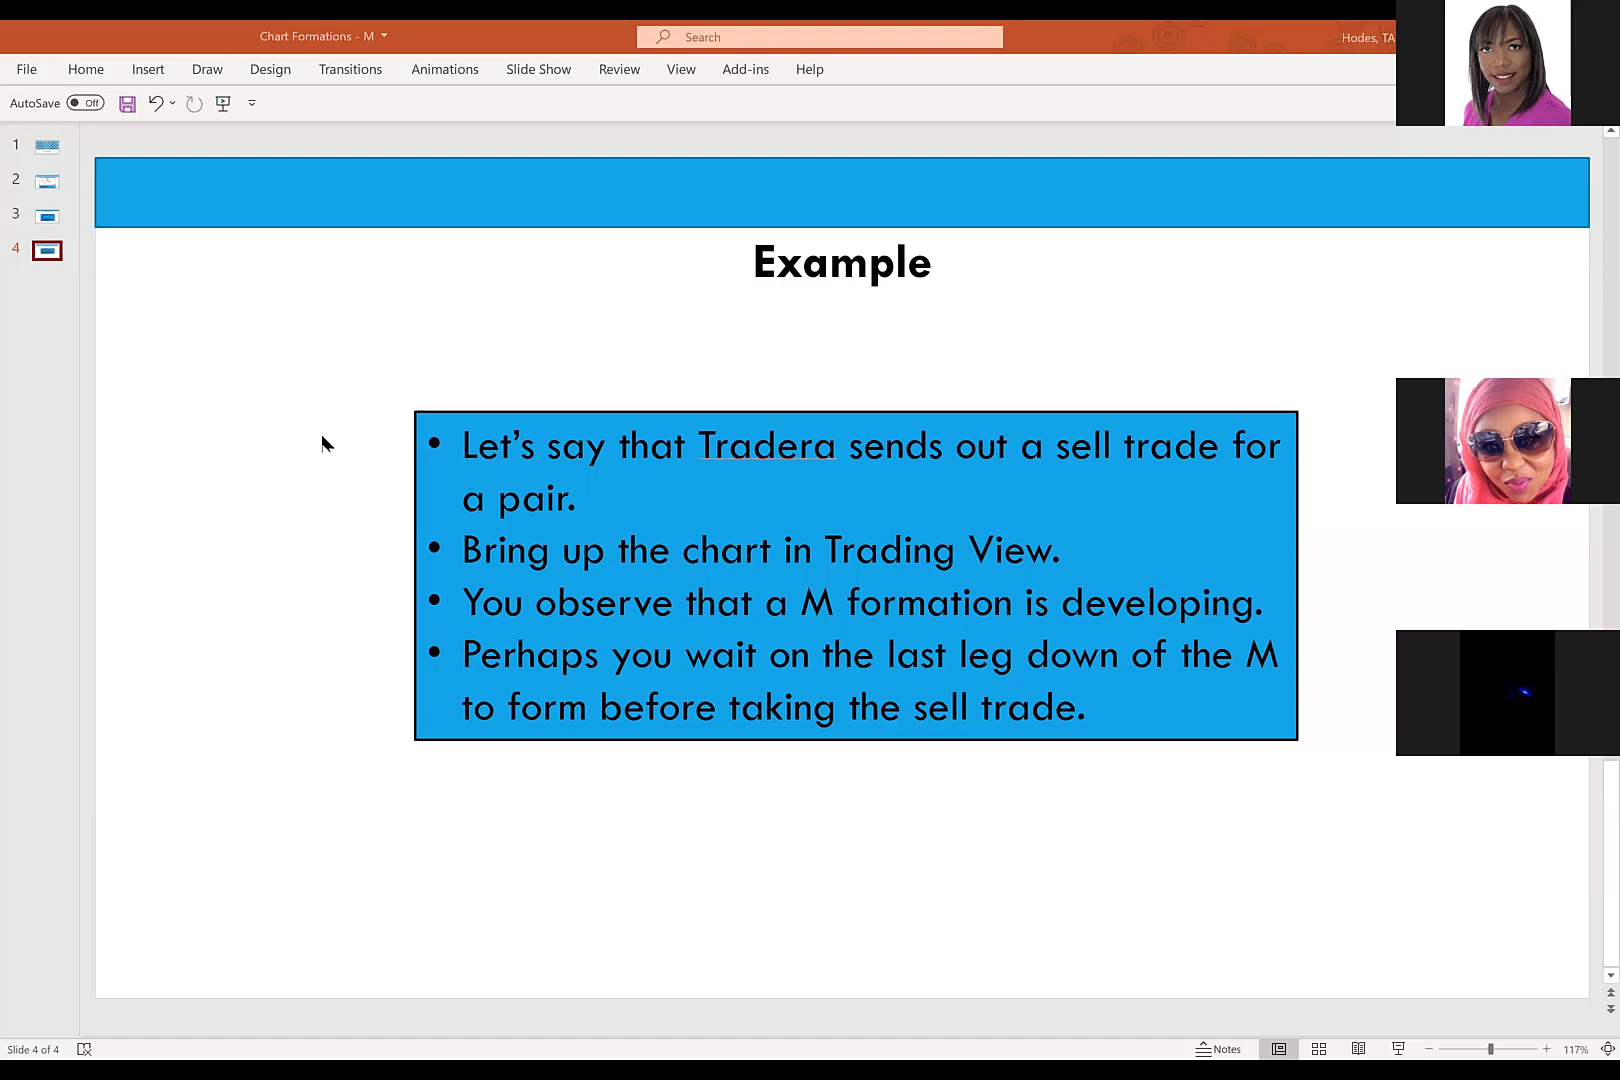 Chart Formations - M
Search
Hodes, TA
File Home Insert Draw Design Transitions Animations Slide Show Review View Add-ins Help
AutoSave Off
1
2
3
4
Example
• Let's say that Tradera sends out a sell trade for
a pair.
• Bring up the chart in Trading View.
• You observe that a M formation is developing.
• Perhaps you wait on the last leg down of the M
to form before taking the sell trade.
Slide 4 of 4
Notes
117%